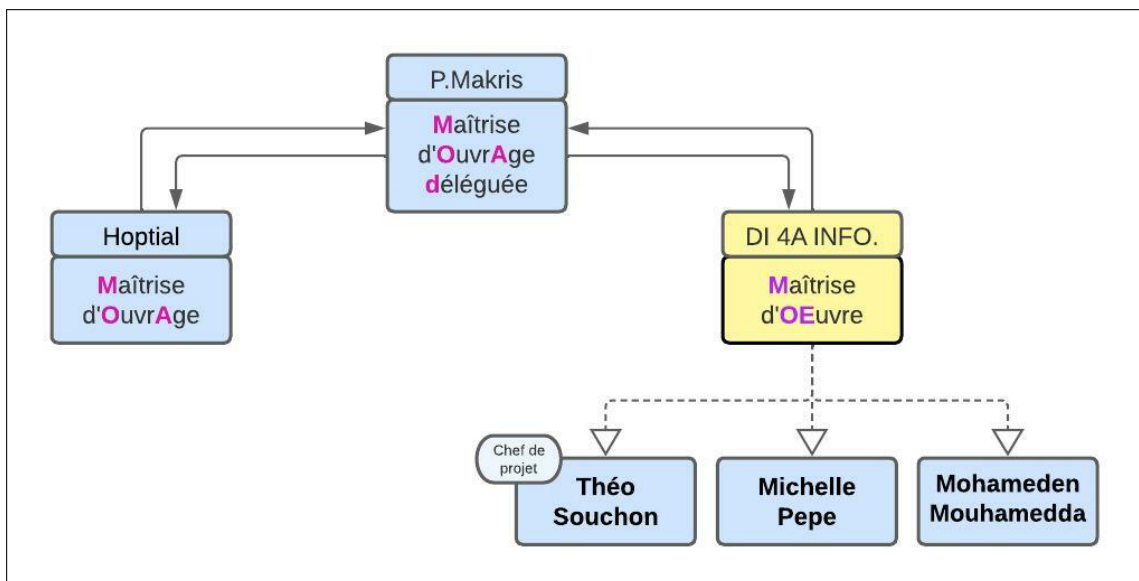 P.Makris
Maîtrise
d'OuvrAge
déléguée
Hoptial
Maîtrise
d'OuvrAge
DI 4A INFO.
Maîtrise
d'OEuvre
Chef de
projet
Théo
Souchon
Michelle
Pepe
Mohameden
Mouhamedda